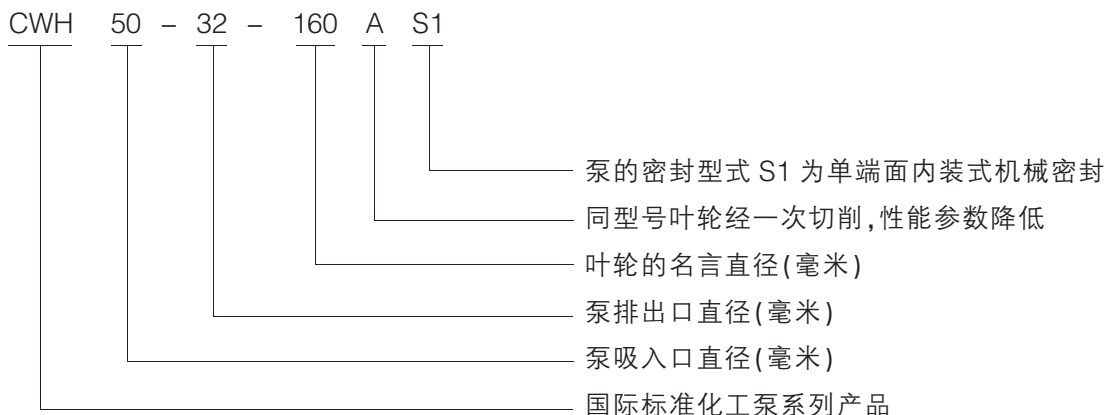 CWH 50 – 32 – 160 A S1
泵的密封型式 S1 为单端面内装式机械密封
同型号叶轮经一次切削,性能参数降低
叶轮的名言直径(毫米)
泵排出口直径(毫米)
泵吸入口直径(毫米)
国际标准化工泵系列产品